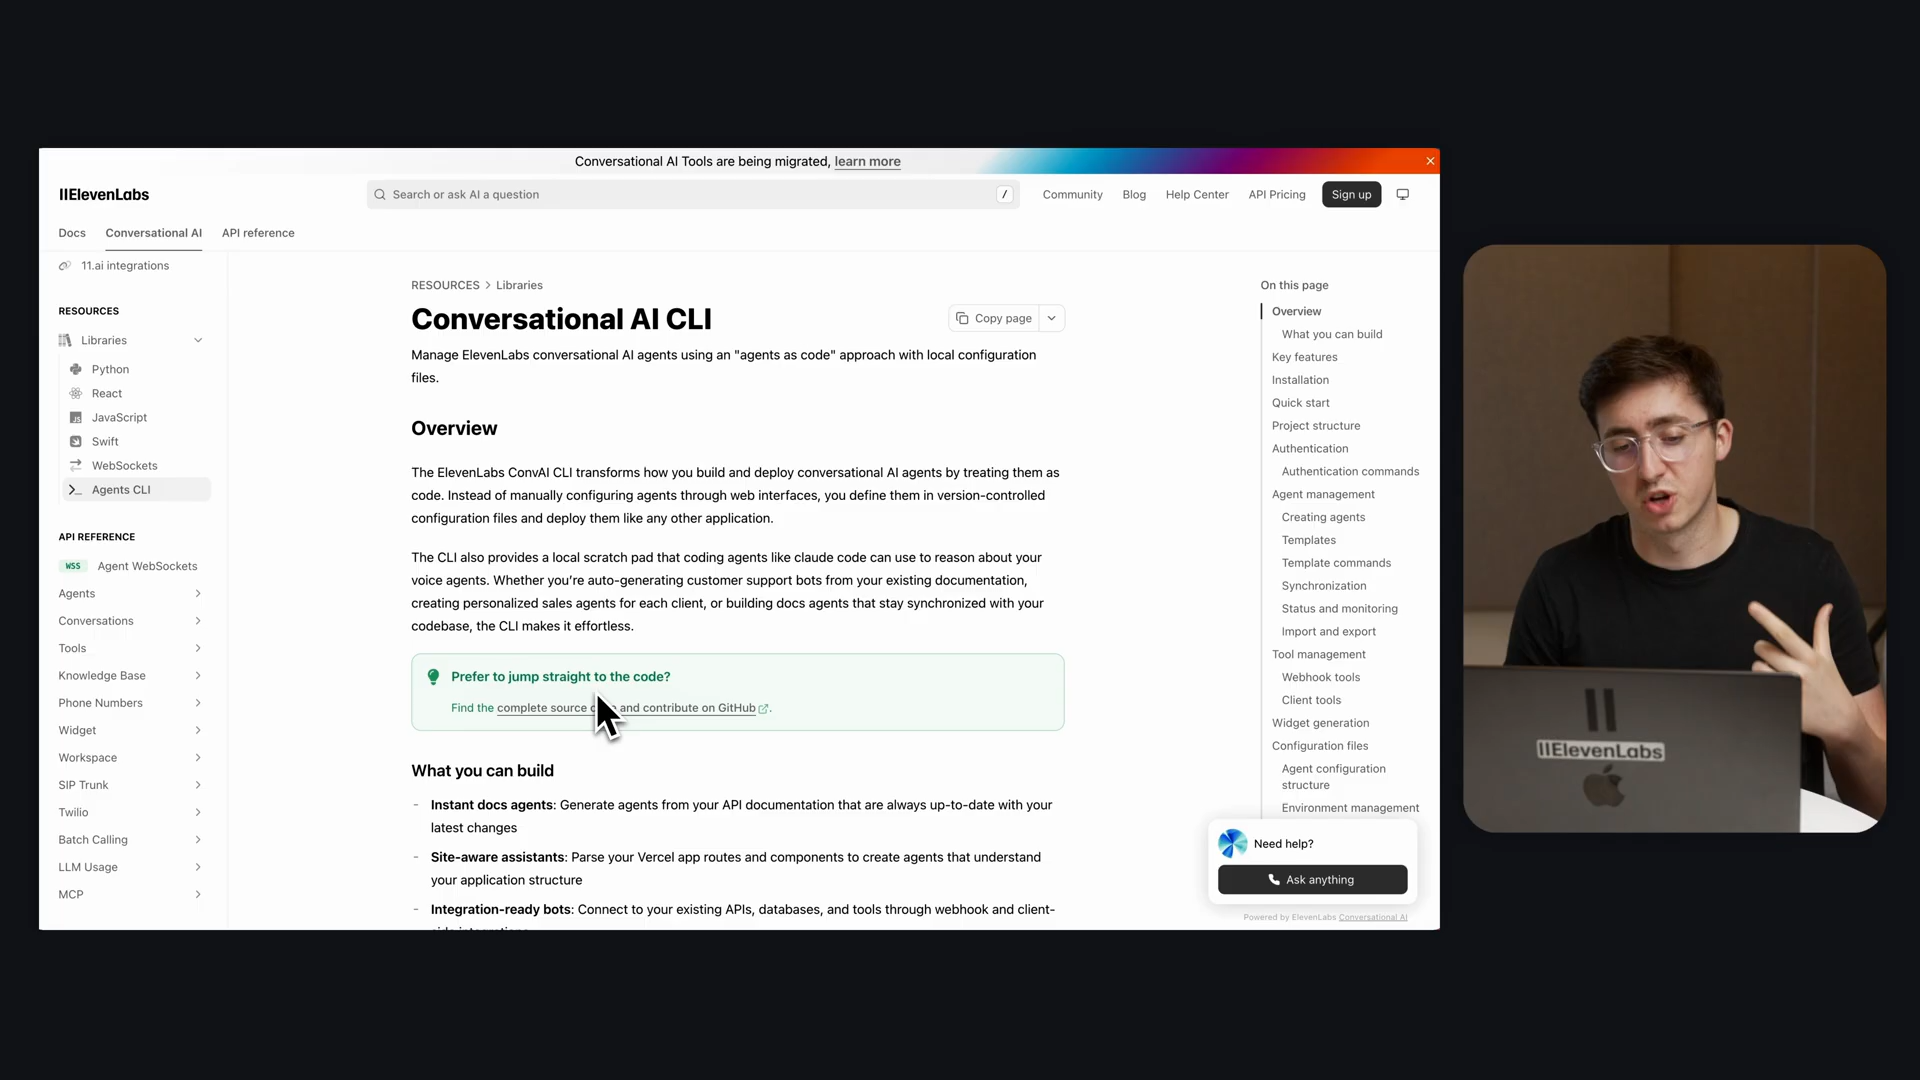 Conversational AI Tools are being migrated, learn more
IIElevenLabs
Search or ask AI a question
/
Community
Blog
Help Center
API Pricing
Sign up
Docs
Conversational AI
API reference
11.ai integrations
RESOURCES
Libraries
Python
React
JavaScript
Swift
WebSockets
Agents CLI
API REFERENCE
WSS Agent WebSockets
Agents
Conversations
Tools
Knowledge Base
Phone Numbers
Widget
Workspace
SIP Trunk
Twilio
Batch Calling
LLM Usage
MCP
RESOURCES > Libraries
Conversational AI CLI
Copy page
Manage ElevenLabs conversational AI agents using an "agents as code" approach with local configuration
files.
Overview
The ElevenLabs ConvAI CLI transforms how you build and deploy conversational AI agents by treating them as
code. Instead of manually configuring agents through web interfaces, you define them in version-controlled
configuration files and deploy them like any other application.
The CLI also provides a local scratch pad that coding agents like claude code can use to reason about your
voice agents. Whether you're auto-generating customer support bots from your existing documentation,
creating personalized sales agents for each client, or building docs agents that stay synchronized with your
codebase, the CLI makes it effortless.
Prefer to jump straight to the code?
Find the complete source and contribute on GitHub.
What you can build
- Instant docs agents: Generate agents from your API documentation that are always up-to-date with your
latest changes
- Site-aware assistants: Parse your Vercel app routes and components to create agents that understand
your application structure
- Integration-ready bots: Connect to your existing APIs, databases, and tools through webhook and client-
On this page
Overview
What you can build
Key features
Installation
Quick start
Project structure
Authentication
Authentication commands
Agent management
Creating agents
Templates
Template commands
Synchronization
Status and monitoring
Import and export
Tool management
Webhook tools
Client tools
Widget generation
Configuration files
Agent configuration
structure
Environment management
Need help?
Ask anything
Powered by ElevenLabs Conversational AI
IIElevenLabs